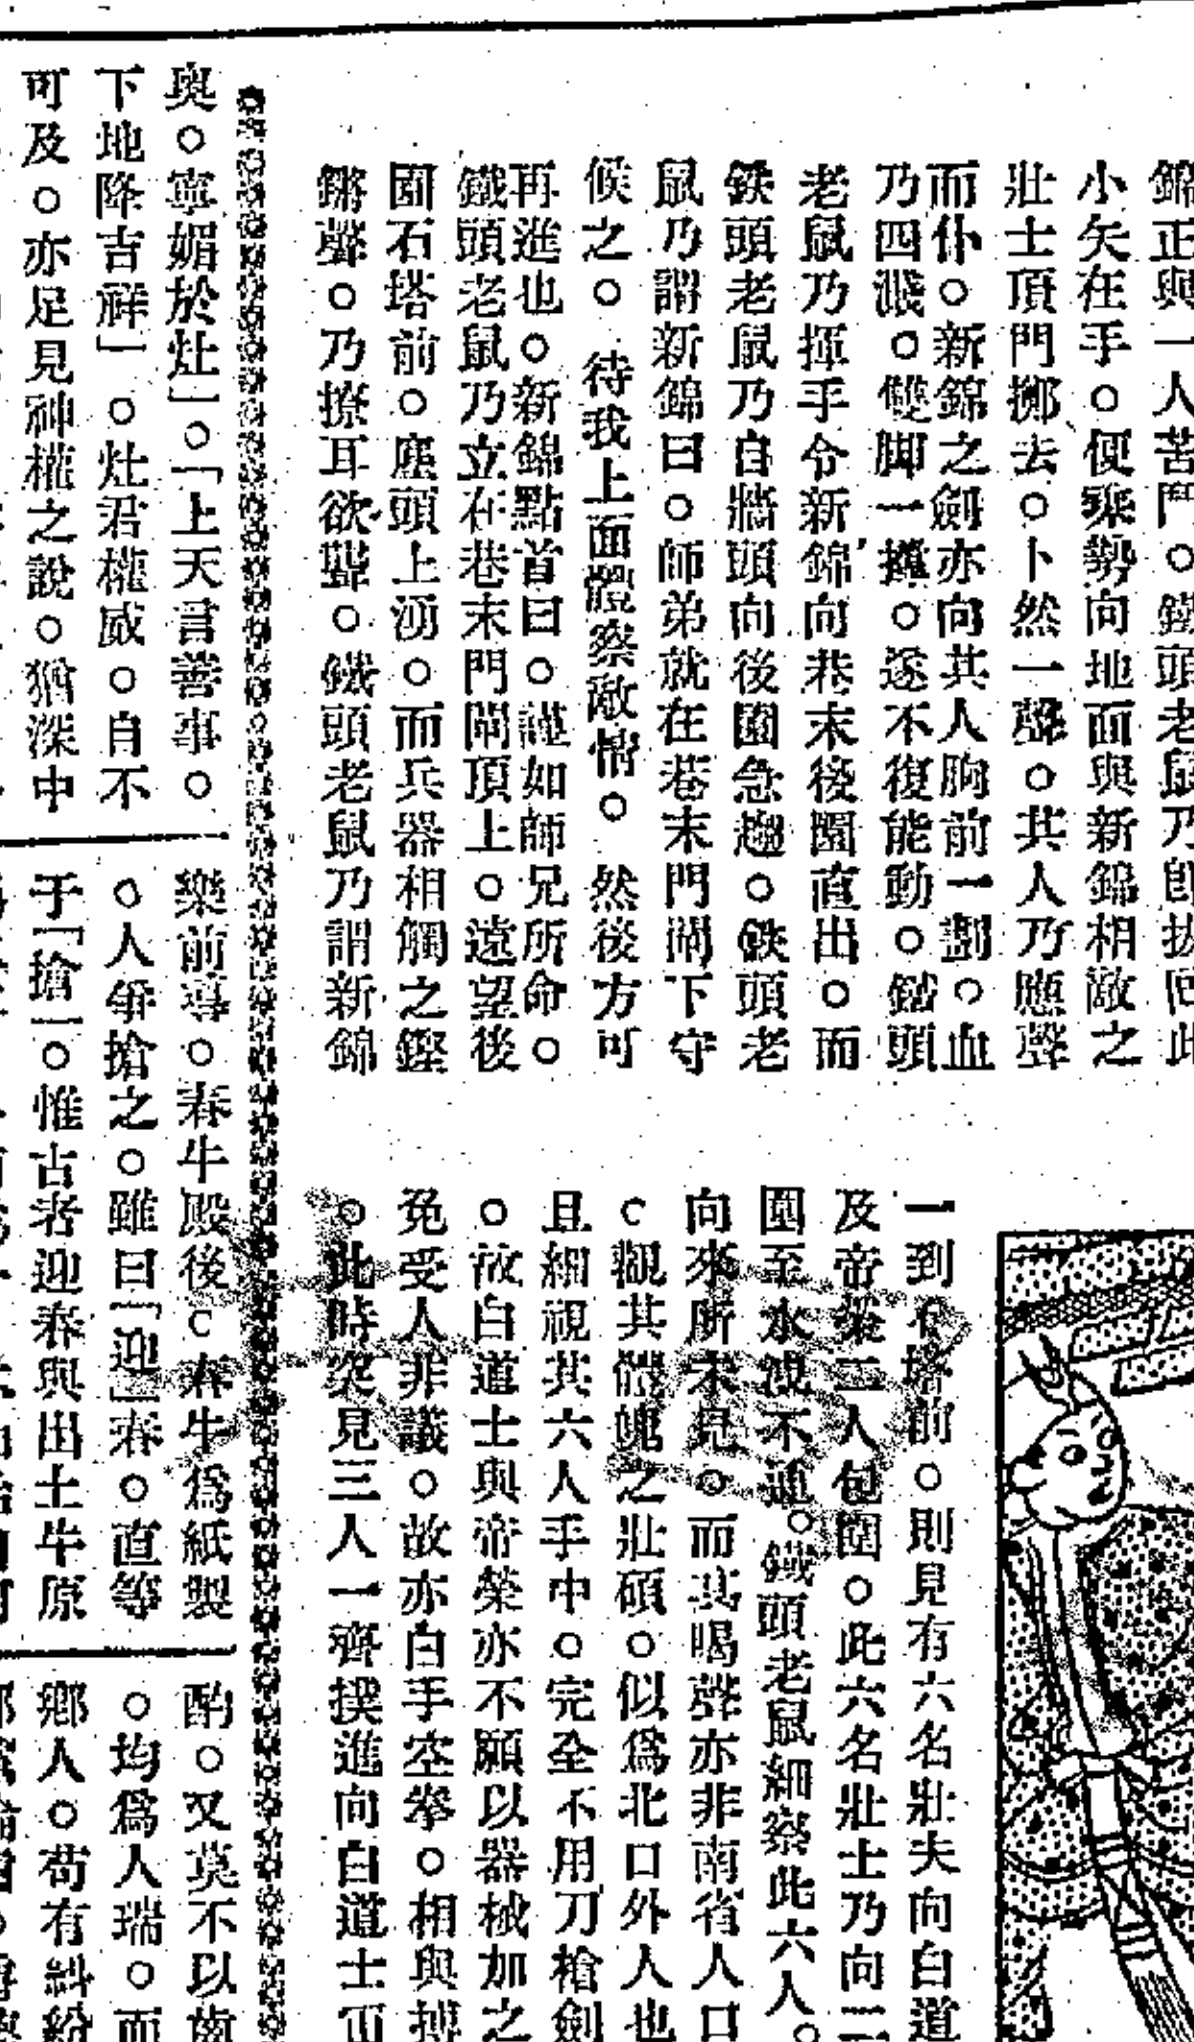 錦正與一人苦鬥○鐵頭老鼠乃卽拔回此
小矢在手○便乘勢向地面與新錦相敵之
壯士頂門擲去○卜然一聲○其人乃應聲
而仆○新錦之劍亦向其人胸前一劃○血
乃四濺○雙脚一○遂不復能動○鐵頭
老鼠乃揮手令新錦向巷末後園直出○而
鉄頭老鼠乃自牆頭向後園急趨○鉄頭老
鼠乃謂新錦曰○師弟就在巷末門閘下守
候之○待我上面體察敵情○然後方可
再進也○新錦點首曰○謹如師兄所命○
鐵頭老鼠乃立在巷末門閘頂上○遠望後
園石塔前○塵頭上湧○而兵器相觸之鏗
鏘聲○乃撩耳欲聾○鐵頭老鼠乃謂新錦
一到石塔前○則見有六名壯夫向白道
及帝榮二人包圍○此六名壯士乃向二
圍至水洩不通○鐵頭老鼠細察此六人○
向來所未見○而其喝聲亦非南省人口
○觀其體魄之壯碩○似爲北口外人也
且細視其六人手中○完全不用刀槍劍
○故白道士與帝榮亦不願以器械加之
免受人非議○故亦白手空拳○相與搏
○此時突見三人一齊撲進向白道士
與○寧媚於灶」○「上天言善事○
下地降吉祥」○灶君權威○自不
可及○亦足見神權之說○猶深中
樂前導○春牛殿後○春牛爲紙製
○人爭搶之○雖曰「迎」春○直等
于「搶」○惟古者迎春與出土牛原
酌○又莫不以齒
○均爲人瑞○而
鄉人○苟有糾紛